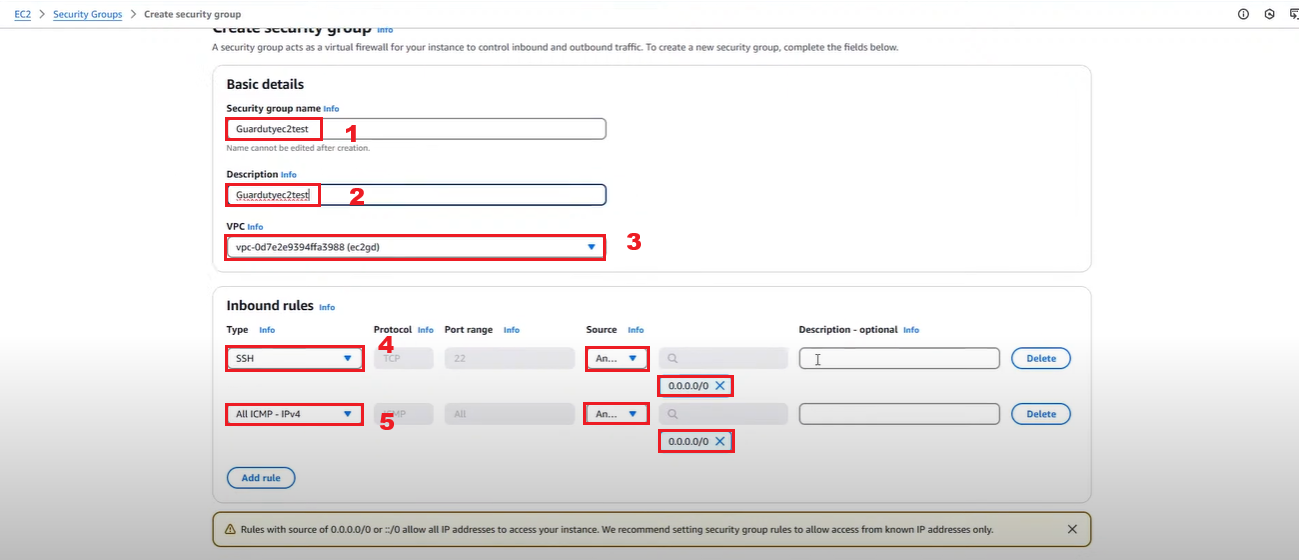 EC2 > Security Groups > Create security group
Create security group Info
A security group acts as a virtual firewall for your instance to control inbound and outbound traffic. To create a new security group, complete the fields below.
Basic details
Security group name Info
Guardutyec2test 1
Name cannot be edited after creation.
Description Info
Guardutyec2test 2
VPC Info
vpc-0d7e2e9394ffa3988 (ec2gd) 3
Inbound rules Info
Type Info Protocol Info Port range Info Source Info Description - optional Info
SSH 4 TCP 22 An... Delete
0.0.0.0/0
All ICMP - IPv4 5 ICMP All An... Delete
0.0.0.0/0
Add rule
Rules with source of 0.0.0.0/0 or ::/0 allow all IP addresses to access your instance. We recommend setting security group rules to allow access from known IP addresses only.